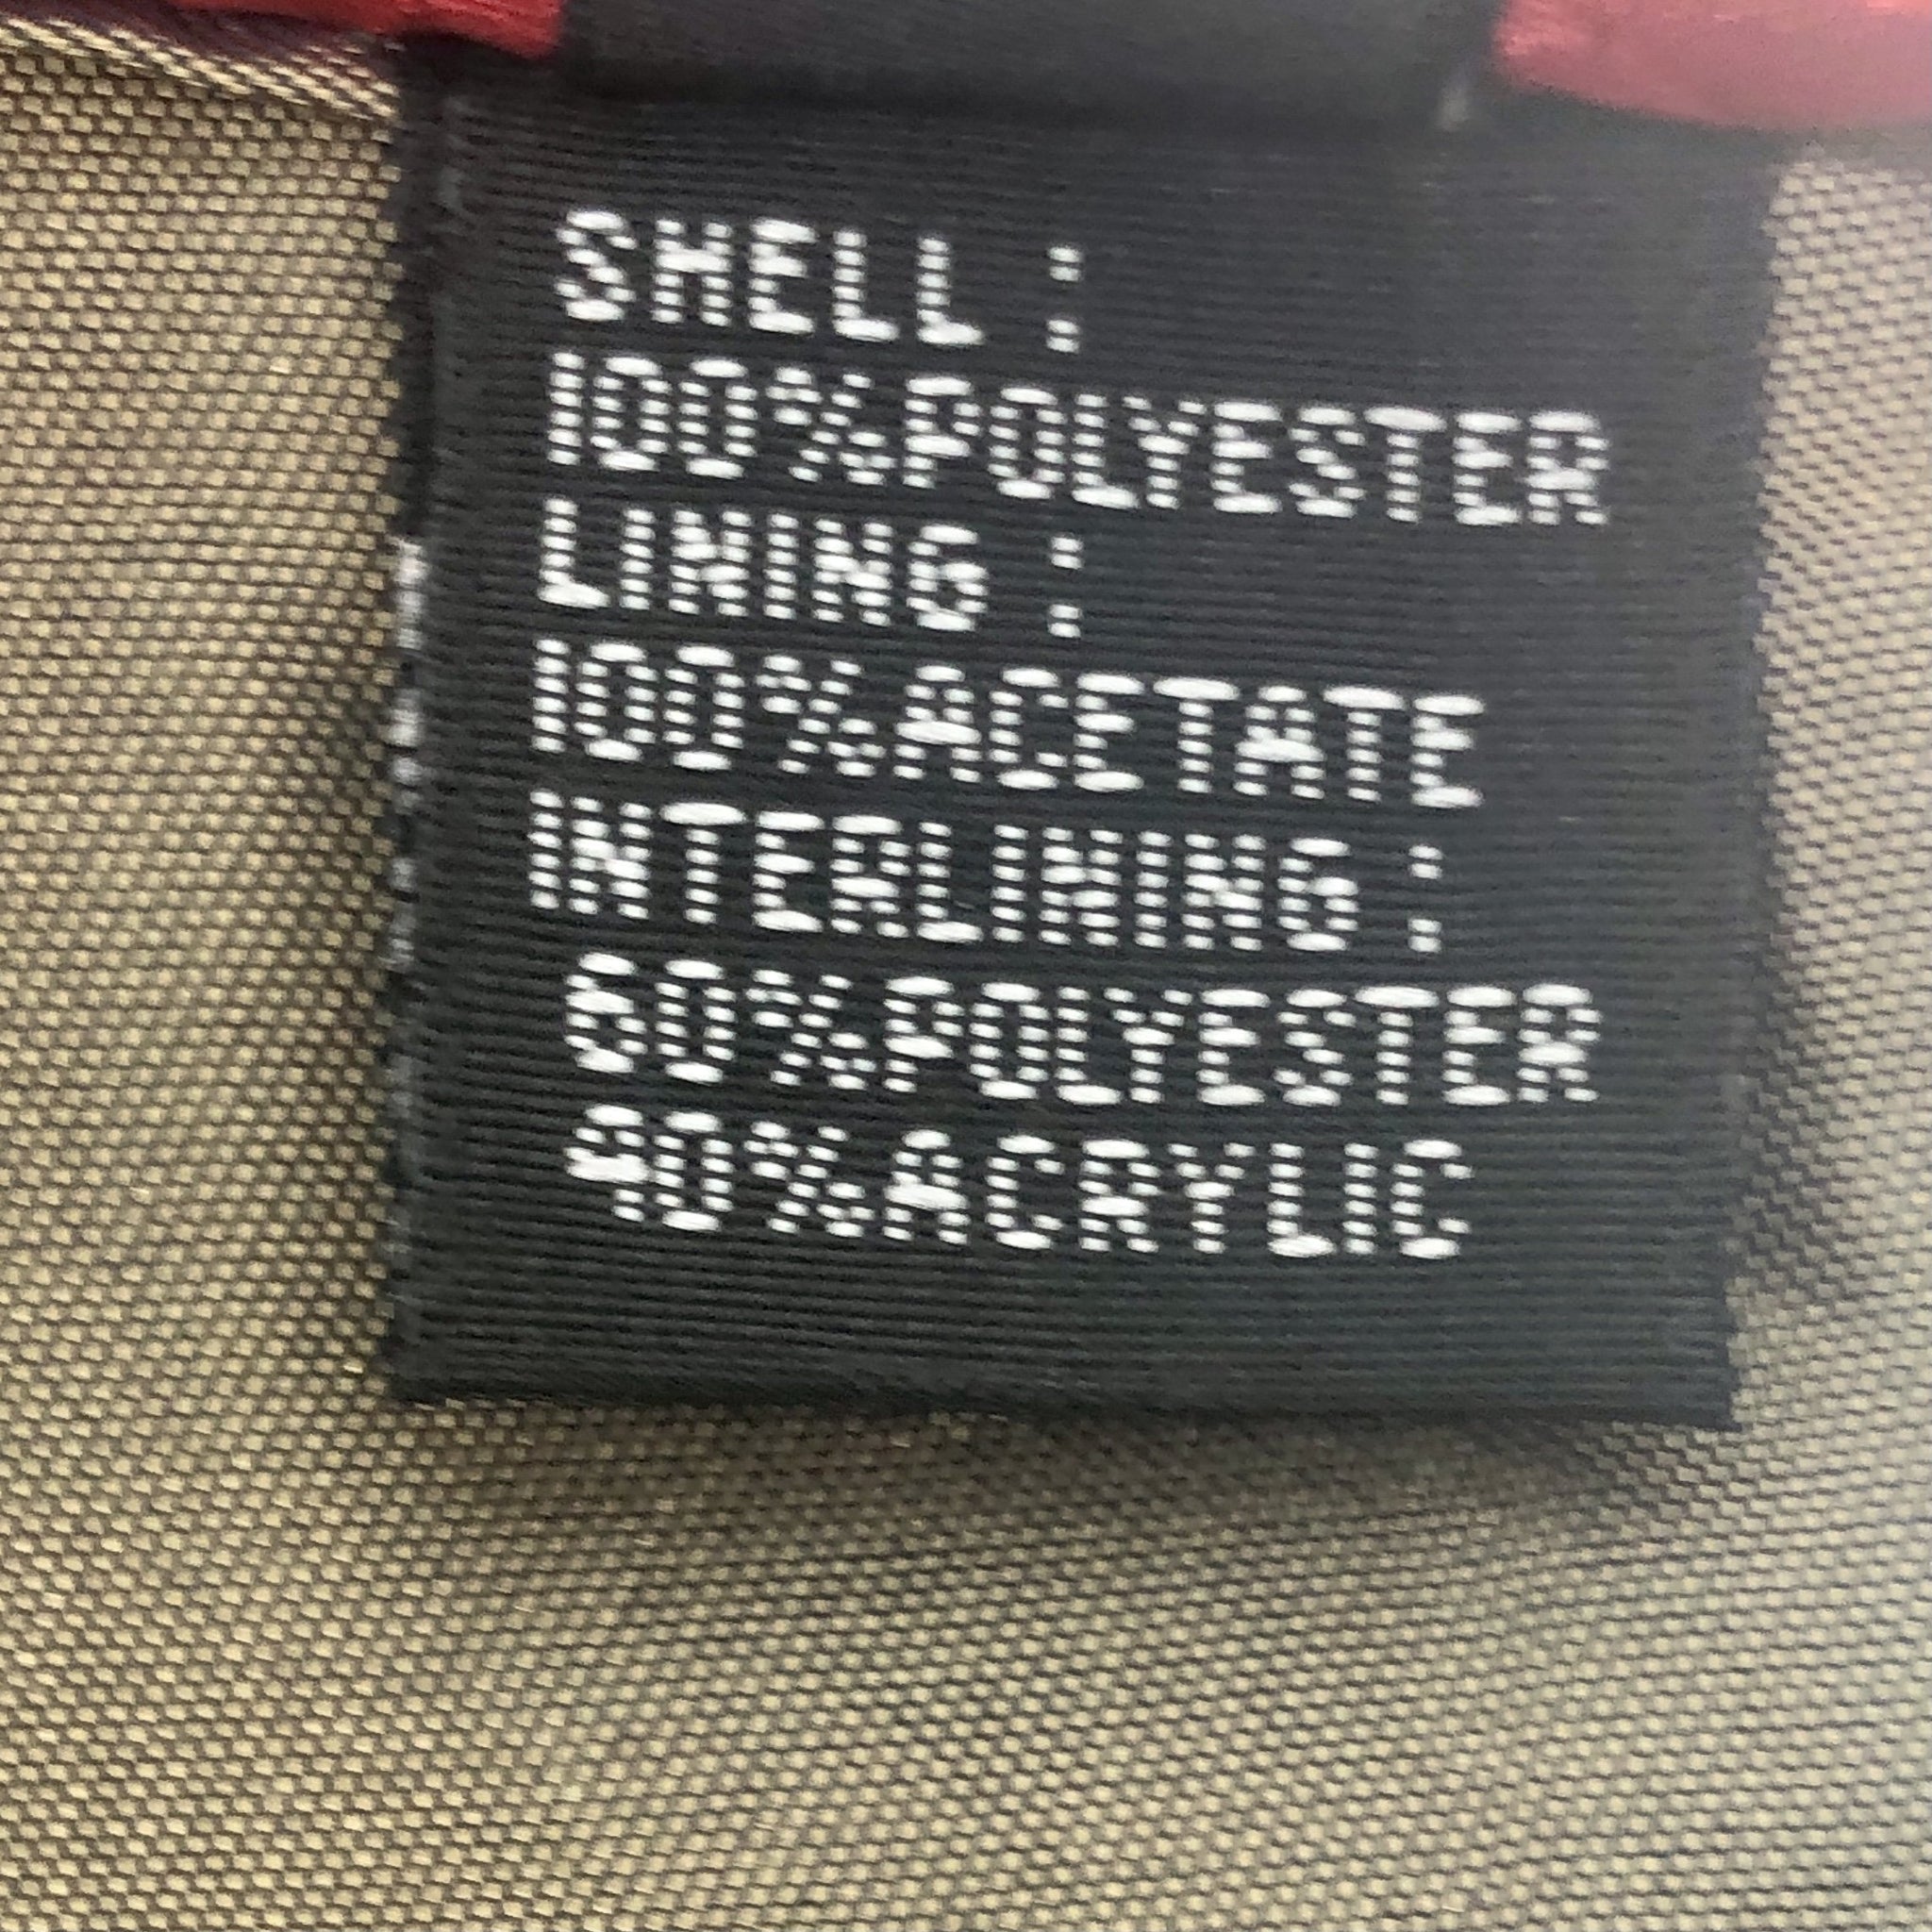 SHELL :
100%POLYESTER
LINING :
100%ACETATE
INTERLINING :
60%POLYESTER
40%ACRYLIC